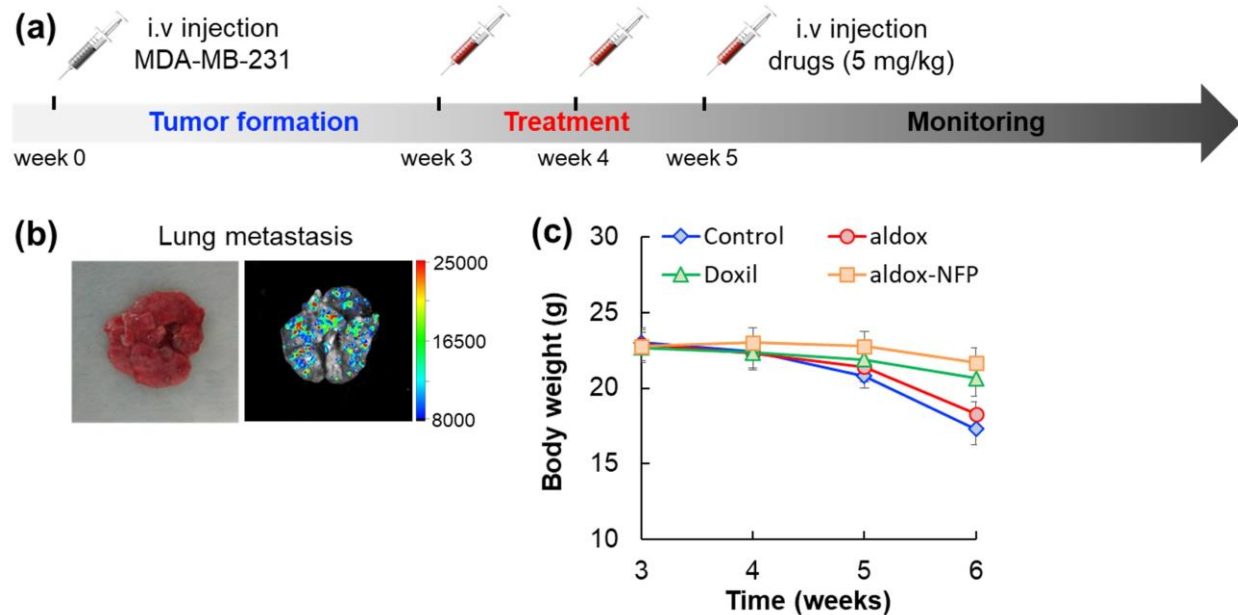 (a)
i.v injection
MDA-MB-231
i.v injection
drugs (5 mg/kg)
Tumor formation
Treatment
Monitoring
week 0
week 3
week 4
week 5
(b)
Lung metastasis
25000
16500
8000
(c)
Control
aldox
Doxil
aldox-NFP
Body weight (g)
30
25
20
15
10
3
4
5
6
Time (weeks)